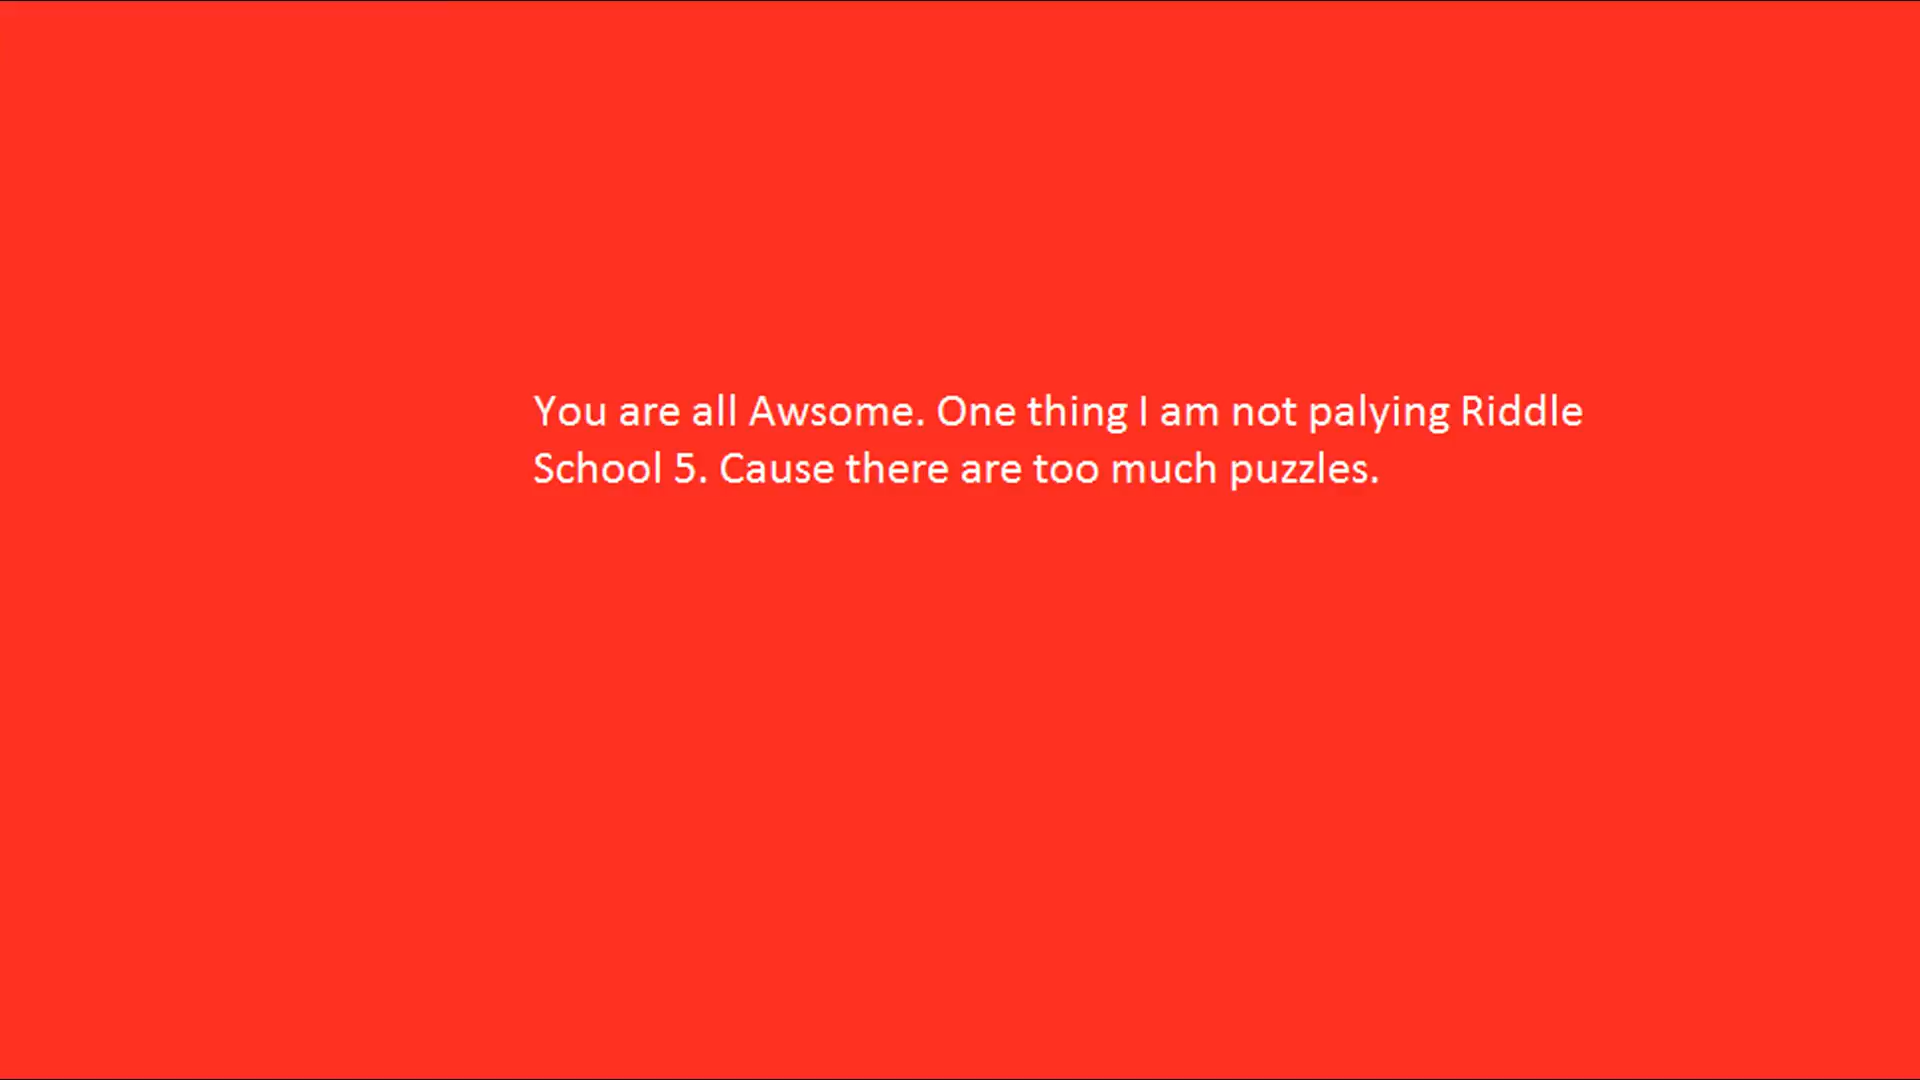 You are all Awsome. One thing I am not palying Riddle
School 5. Cause there are too much puzzles.